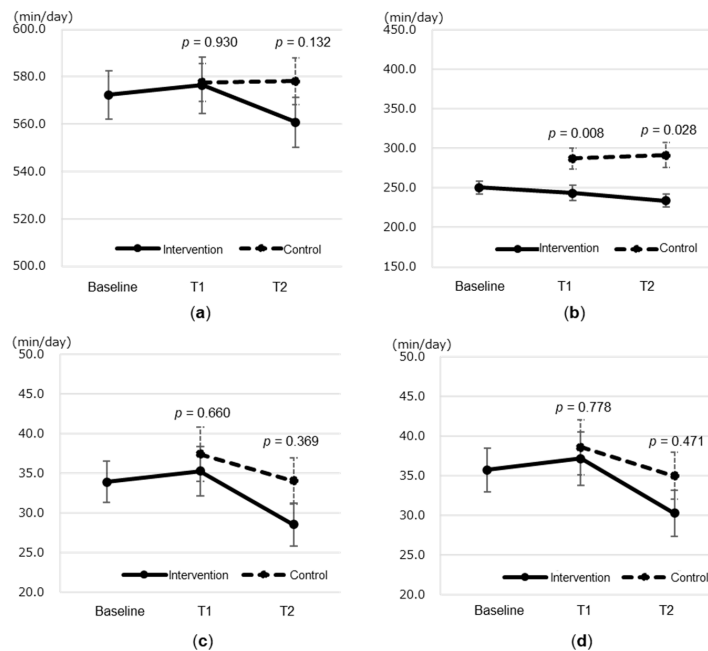 (min/day)
600.0
580.0
560.0
540.0
520.0
500.0
p = 0.930
p = 0.132
Intervention
Control
Baseline
T1
T2
(a)
(min/day)
450.0
400.0
350.0
300.0
250.0
200.0
150.0
p = 0.008
p = 0.028
Intervention
Control
Baseline
T1
T2
(b)
(min/day)
50.0
45.0
40.0
35.0
30.0
25.0
20.0
p = 0.660
p = 0.369
Intervention
Control
Baseline
T1
T2
(c)
(min/day)
50.0
45.0
40.0
35.0
30.0
25.0
20.0
p = 0.778
p = 0.471
Intervention
Control
Baseline
T1
T2
(d)